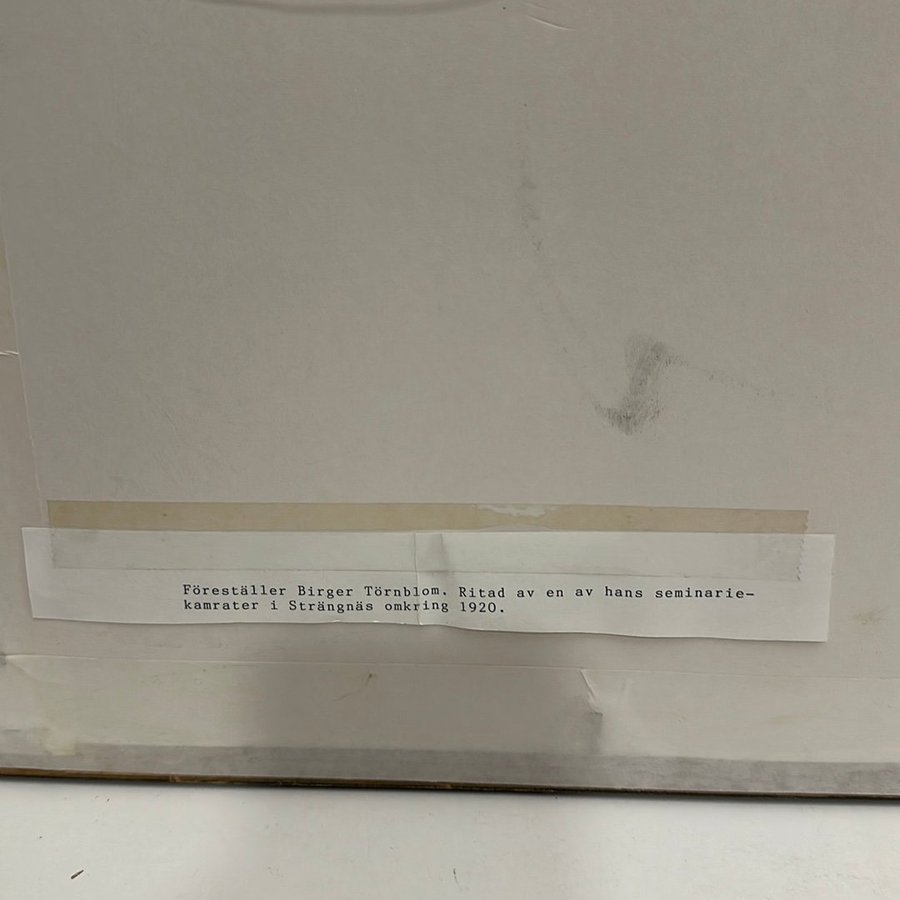 Föreställer Birger Törnblom. Ritad av en av hans seminarie-
kamrater i Strängnäs omkring 1920.